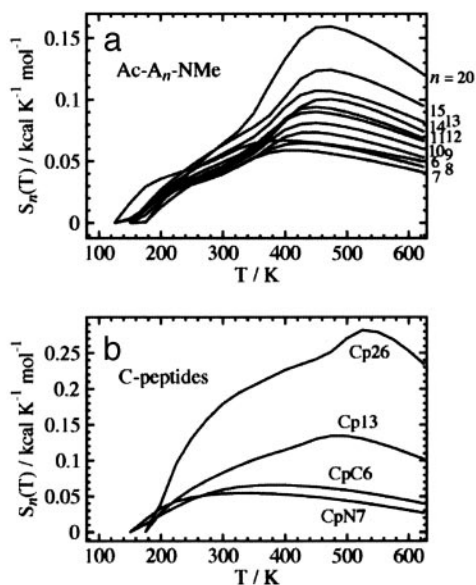 a
Ac-Aₙ-NMe
Sₙ(T) / kcal K⁻¹ mol⁻¹
0.15
0.1
0.05
0
n = 20
15
14 13
11 12
10 9
6 8
7
100 200 300 400 500 600
T / K
b
C-peptides
Sₙ(T) / kcal K⁻¹ mol⁻¹
0.25
0.2
0.15
0.1
0.05
0
Cp26
Cp13
CpC6
CpN7
100 200 300 400 500 600
T / K